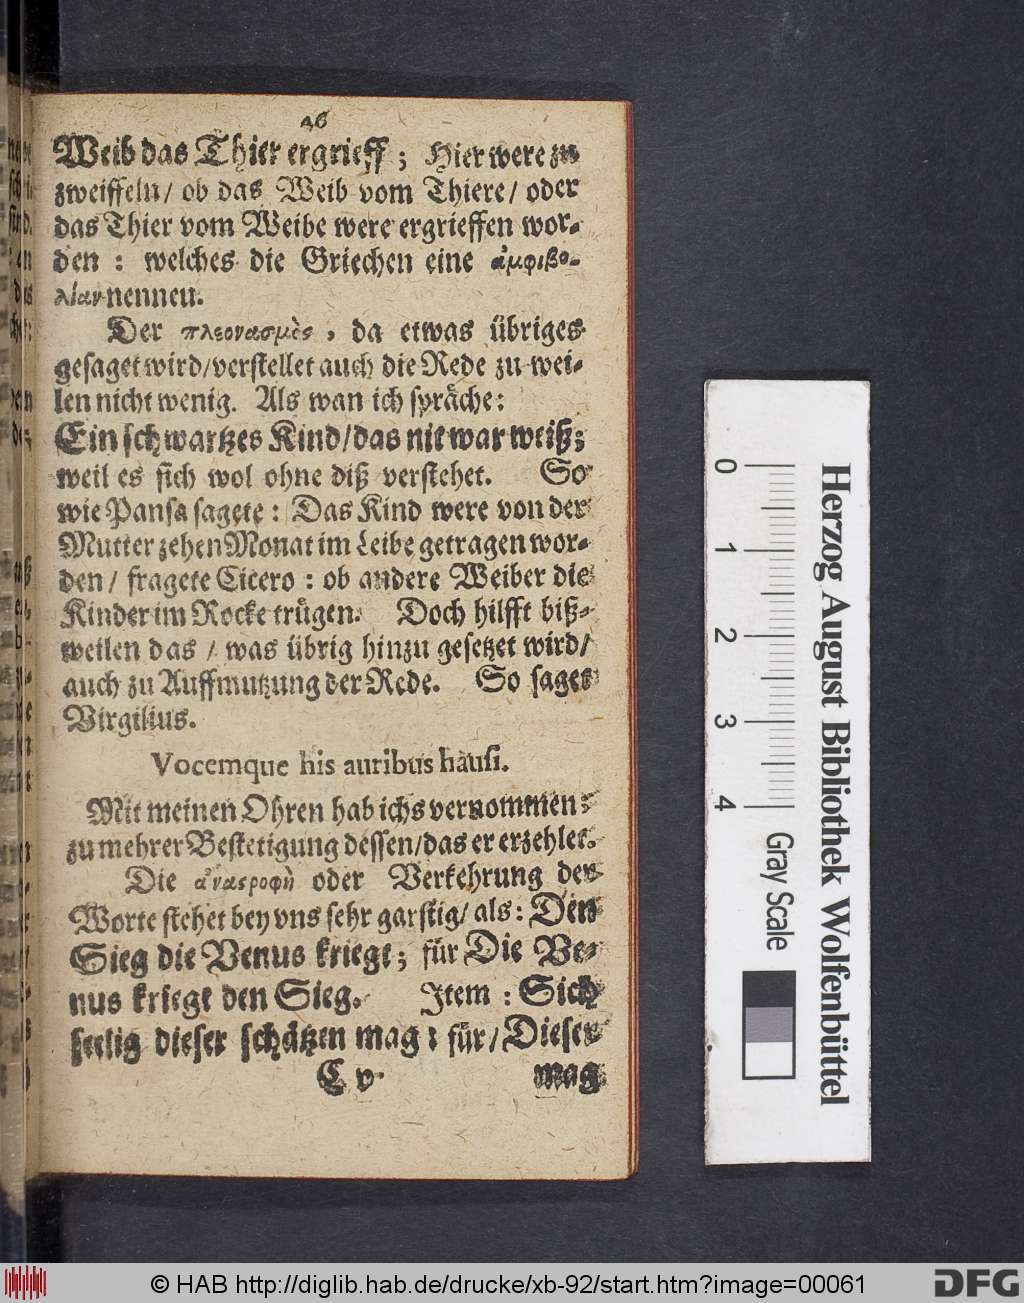 46
Weib das Thier ergrieff; Hier were zu
zweiffeln/ ob das Weib vom Thiere/ oder
das Thier vom Weibe were ergrieffen wor-
den : welches die Griechen eine ἀμφιβο-
λίαν nennen.
Der πλεονασμὸς, da etwas übriges
gesaget wird/verstellet auch die Rede zu wei-
len nicht wenig. Als wan ich spräche:
Ein schwartzes Kind/das nie war weiß;
weil es sich wol ohne diß verstehet. So
wie Pansa sagete : Das Kind were von der
Mutter zehen Monat im Leibe getragen wor-
den/ fragete Cicero : ob andere Weiber die
Kinder im Rocke trügen. Doch hilfft biß-
weilen das / was übrig hinzu gesetzet wird/
auch zu Auffmutzung der Rede. So saget
Virgilius.
Vocemque his auribus hausi.
Mit meinen Ohren hab ichs vernommen:
zu mehrer Bestetigung dessen/das er erzehlet.
Die ἀναςροφὴ oder Verkehrung der
Worte stehet bey vns sehr garstig/ als: Den
Sieg die Venus kriegt; für Die Ve-
nus kriegt den Sieg. Item : Sich
selig dieser schätzen mag: für/ Dieser
C v mag
Herzog August Bibliothek Wolfenbüttel
0 1 2 3 4
Gray Scale
© HAB http://diglib.hab.de/drucke/xb-92/start.htm?image=00061
DFG